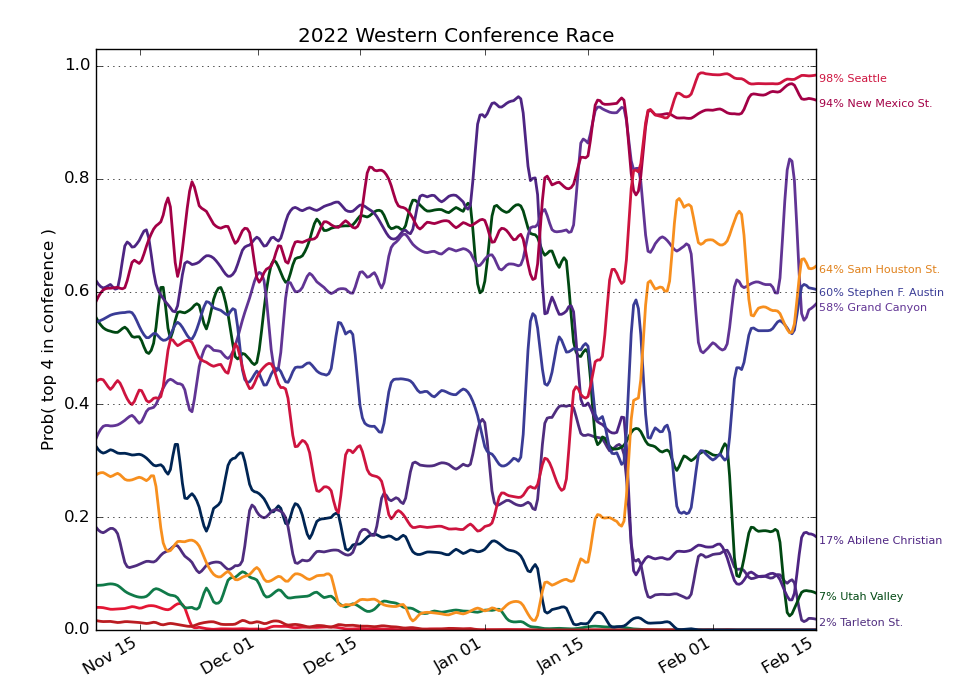 2022 Western Conference Race
Prob( top 4 in conference )
1.0
0.8
0.6
0.4
0.2
0.0
Nov 15
Dec 01
Dec 15
Jan 01
Jan 15
Feb 01
Feb 15
98% Seattle
94% New Mexico St.
64% Sam Houston St.
60% Stephen F. Austin
58% Grand Canyon
17% Abilene Christian
7% Utah Valley
2% Tarleton St.